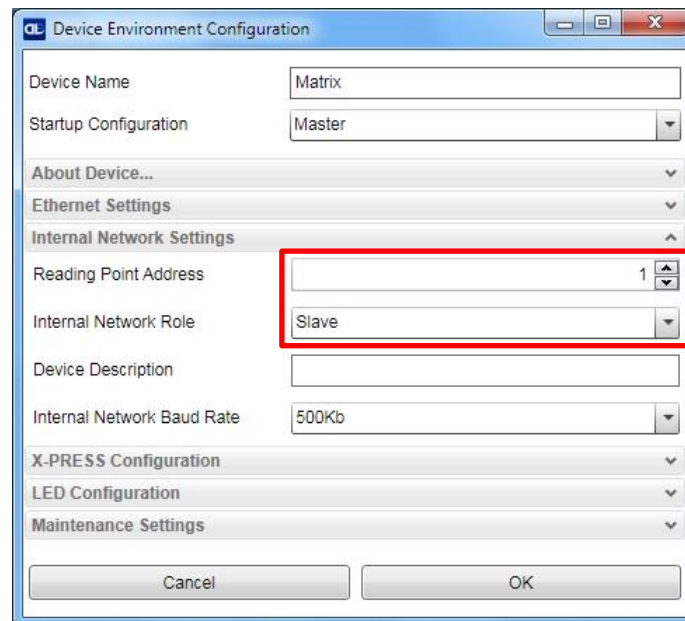 Device Environment Configuration
Device Name Matrix
Startup Configuration Master
About Device...
Ethernet Settings
Internal Network Settings
Reading Point Address 1
Internal Network Role Slave
Device Description
Internal Network Baud Rate 500Kb
X-PRESS Configuration
LED Configuration
Maintenance Settings
Cancel OK